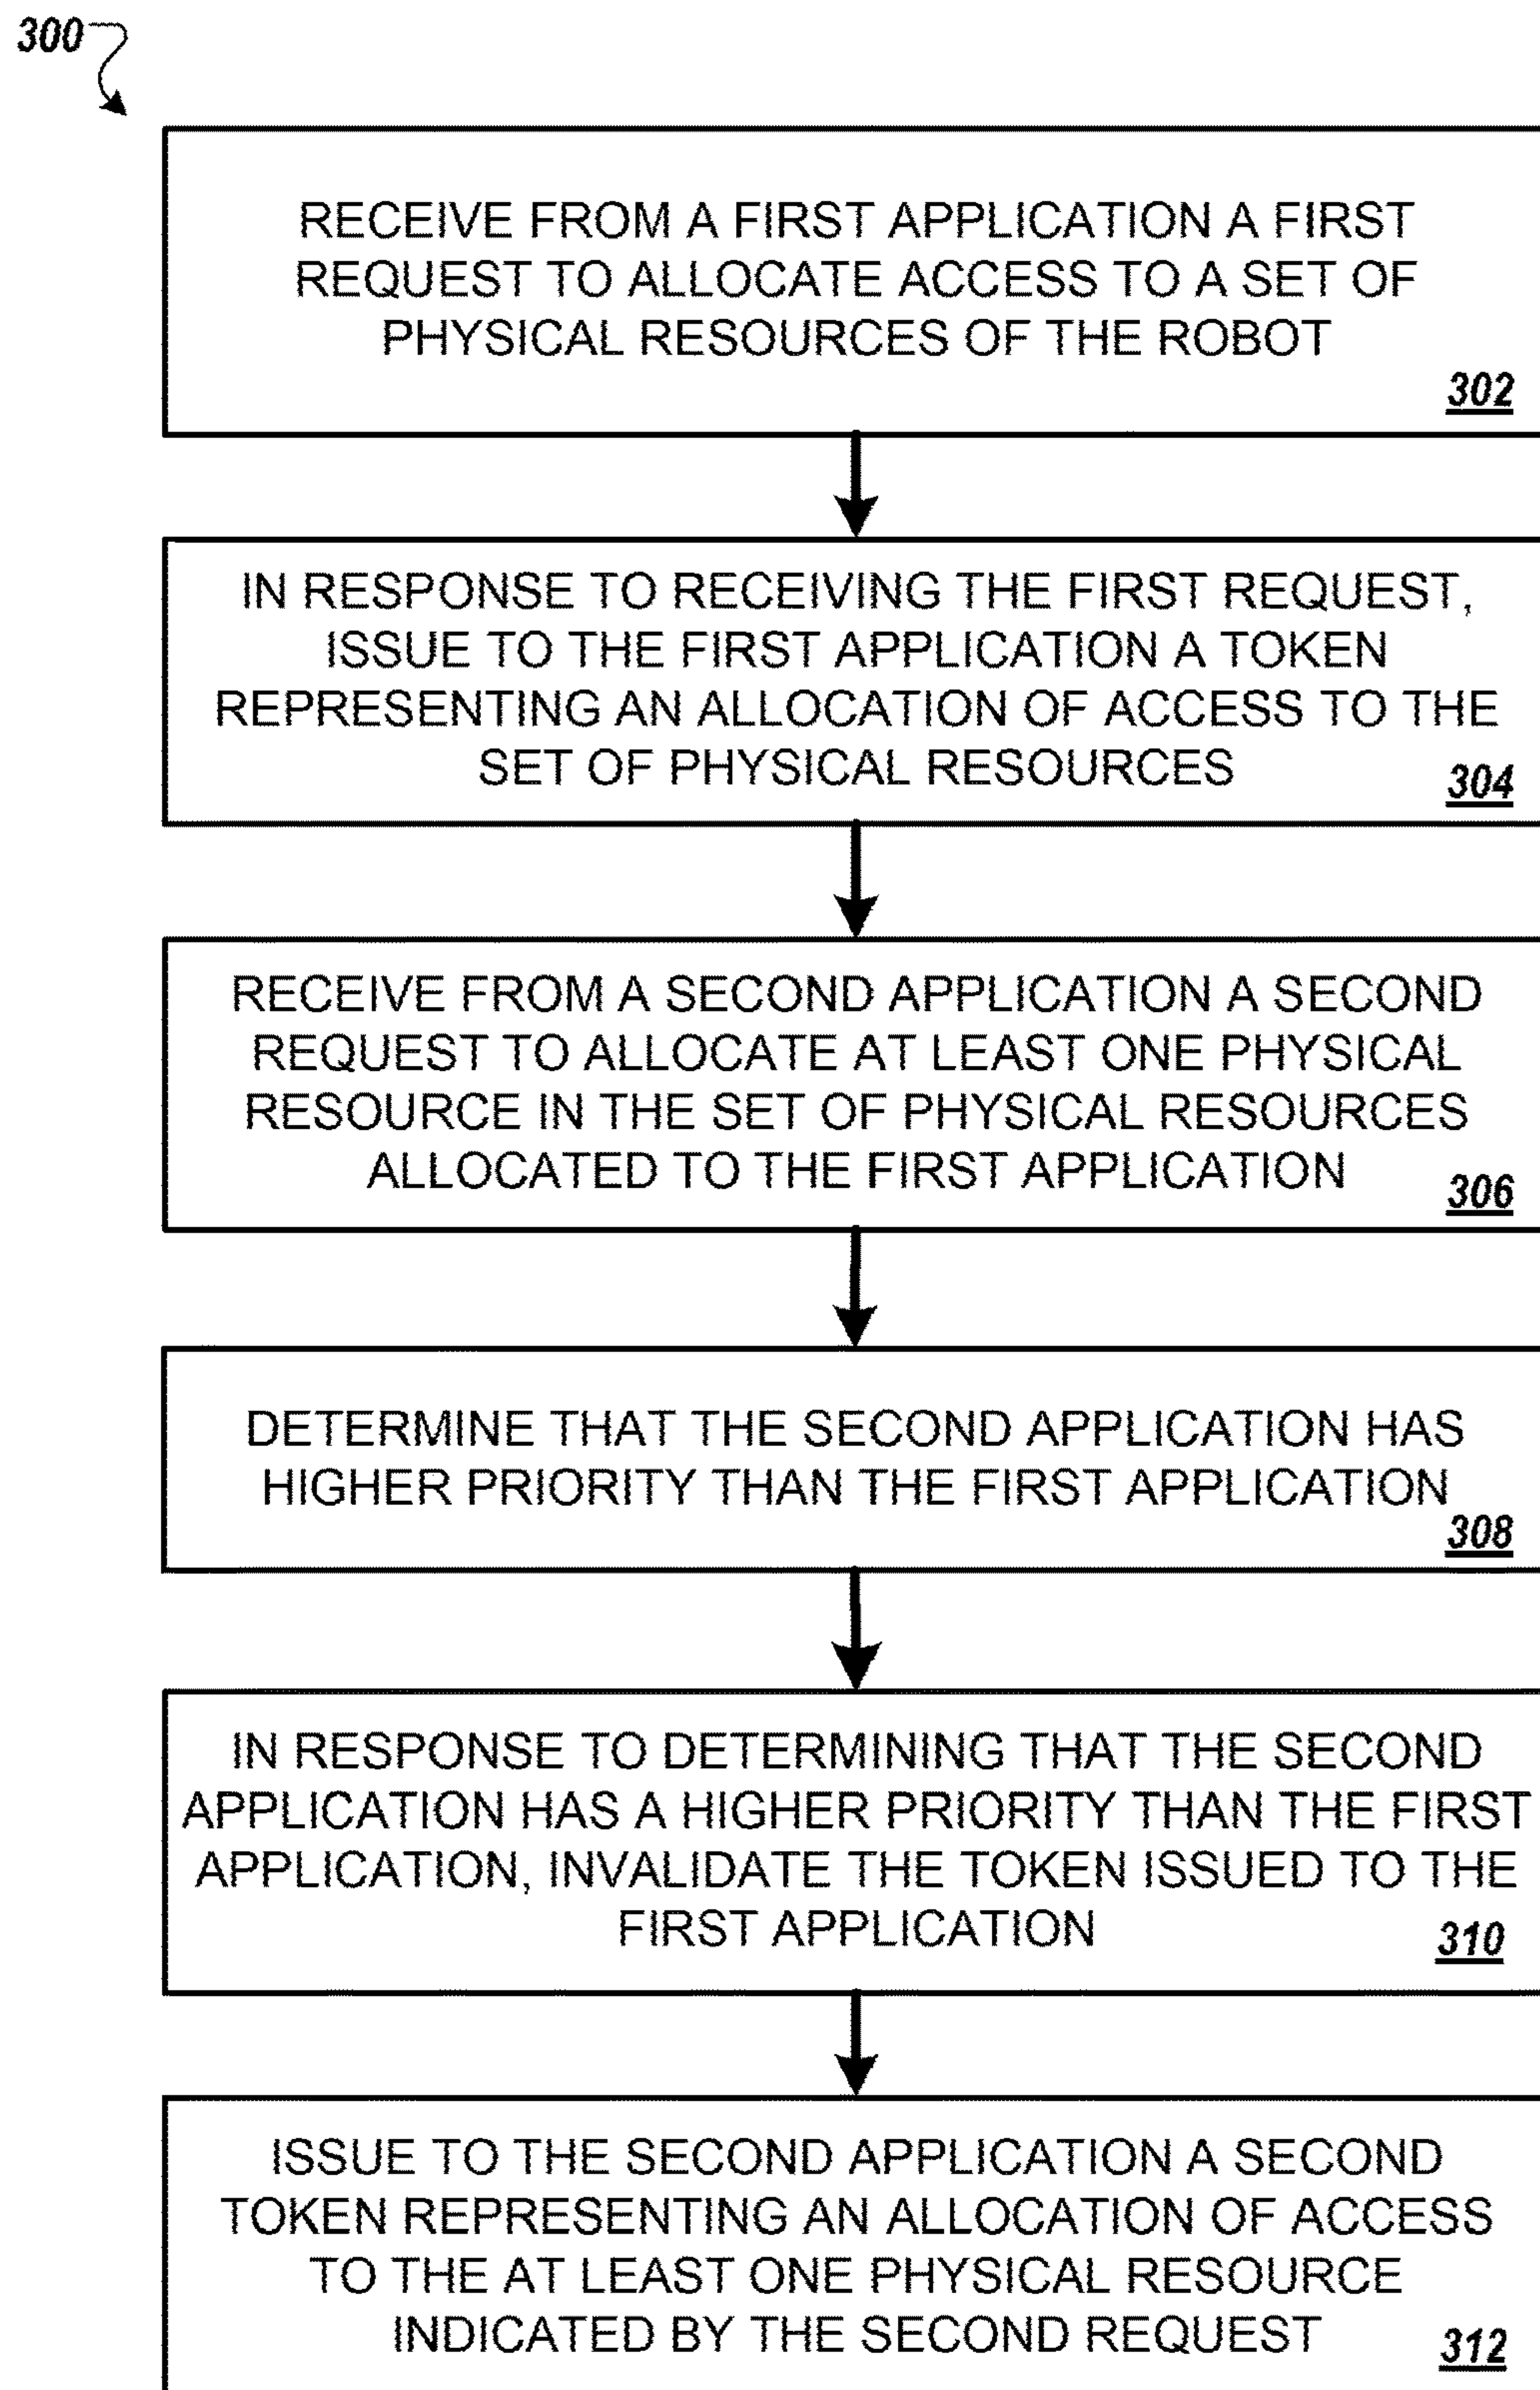 300
RECEIVE FROM A FIRST APPLICATION A FIRST
REQUEST TO ALLOCATE ACCESS TO A SET OF
PHYSICAL RESOURCES OF THE ROBOT
302
IN RESPONSE TO RECEIVING THE FIRST REQUEST,
ISSUE TO THE FIRST APPLICATION A TOKEN
REPRESENTING AN ALLOCATION OF ACCESS TO THE
SET OF PHYSICAL RESOURCES
304
RECEIVE FROM A SECOND APPLICATION A SECOND
REQUEST TO ALLOCATE AT LEAST ONE PHYSICAL
RESOURCE IN THE SET OF PHYSICAL RESOURCES
ALLOCATED TO THE FIRST APPLICATION
306
DETERMINE THAT THE SECOND APPLICATION HAS
HIGHER PRIORITY THAN THE FIRST APPLICATION
308
IN RESPONSE TO DETERMINING THAT THE SECOND
APPLICATION HAS A HIGHER PRIORITY THAN THE FIRST
APPLICATION, INVALIDATE THE TOKEN ISSUED TO THE
FIRST APPLICATION
310
ISSUE TO THE SECOND APPLICATION A SECOND
TOKEN REPRESENTING AN ALLOCATION OF ACCESS
TO THE AT LEAST ONE PHYSICAL RESOURCE
INDICATED BY THE SECOND REQUEST
312